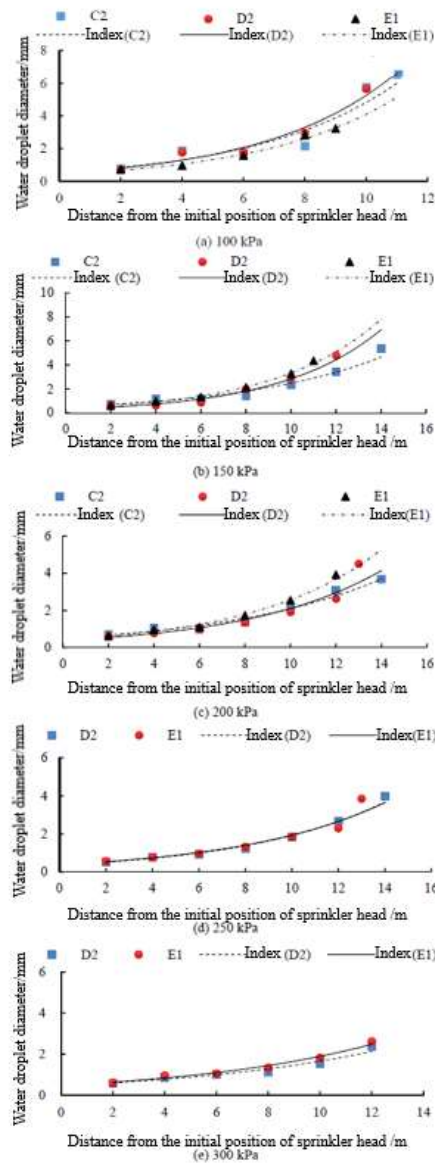 C2 D2 E1
Index(C2) Index(D2) Index(E1)
Water droplet diameter/mm
8
6
4
2
0
0 2 4 6 8 10 12
Distance from the initial position of sprinkler head /m
(a) 100 kPa
C2 D2 E1
Index (C2) Index(D2) Index(E1)
Water droplet diameter/mm
10
8
6
4
2
0
0 2 4 6 8 10 12 14 16
Distance from the initial position of sprinkler head /m
(b) 150 kPa
C2 D2 E1
Index (C2) Index (D2) Index(E1)
Water droplet diameter/mm
6
4
2
0
0 2 4 6 8 10 12 14 16
Distance from the initial position of sprinkler head /m
(c) 200 kPa
D2 E1 Index(D2) Index(E1)
Water droplet diameter/mm
6
4
2
0
0 2 4 6 8 10 12 14 16
Distance from the initial position of sprinkler head /m
(d) 250 kPa
D2 E1 Index (D2) Index(E1)
Water droplet diameter/mm
6
4
2
0
0 2 4 6 8 10 12 14
Distance from the initial position of sprinkler head /m
(e) 300 kPa